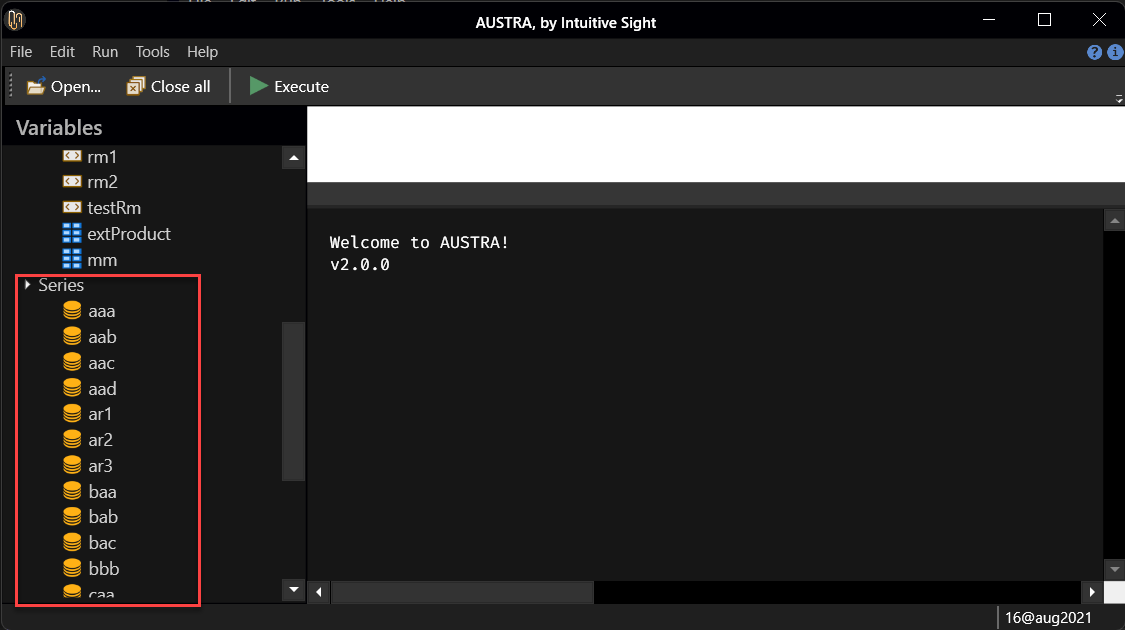 AUSTRA, by Intuitive Sight
File Edit Run Tools Help
Open... Close all Execute
Variables
rm1
rm2
testRm
extProduct
mm
Series
aaa
aab
aac
aad
ar1
ar2
ar3
baa
bab
bac
bbb
caa
Welcome to AUSTRA!
v2.0.0
16@aug2021